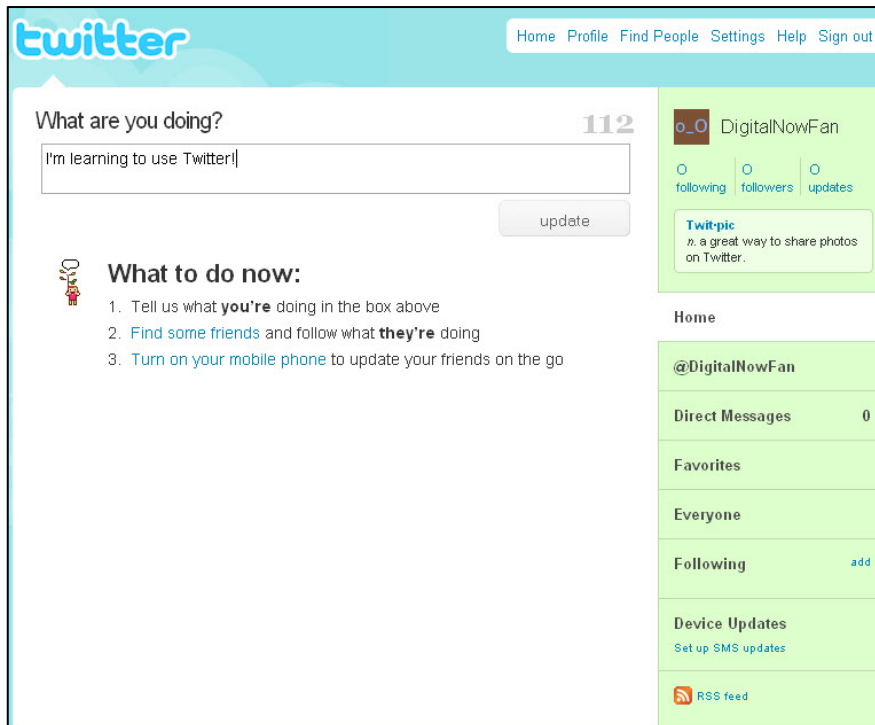 twitter
Home Profile Find People Settings Help Sign out
What are you doing?
112
I'm learning to use Twitter!
update
What to do now:
1. Tell us what you're doing in the box above
2. Find some friends and follow what they're doing
3. Turn on your mobile phone to update your friends on the go
o_O DigitalNowFan
0 0 0
following followers updates
Twit·pic
n. a great way to share photos
on Twitter.
Home
@DigitalNowFan
Direct Messages 0
Favorites
Everyone
Following add
Device Updates
Set up SMS updates
RSS feed